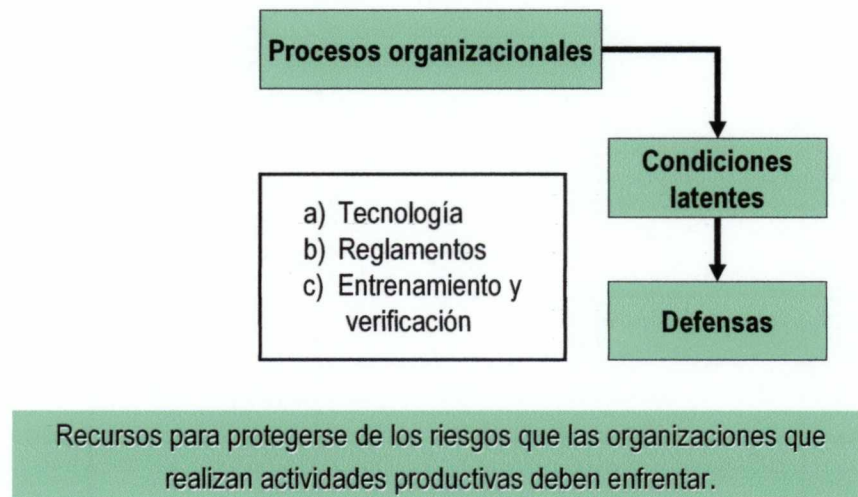 Procesos organizacionales
Condiciones
latentes
a) Tecnología
b) Reglamentos
c) Entrenamiento y
verificación
Defensas
Recursos para protegerse de los riesgos que las organizaciones que
realizan actividades productivas deben enfrentar.